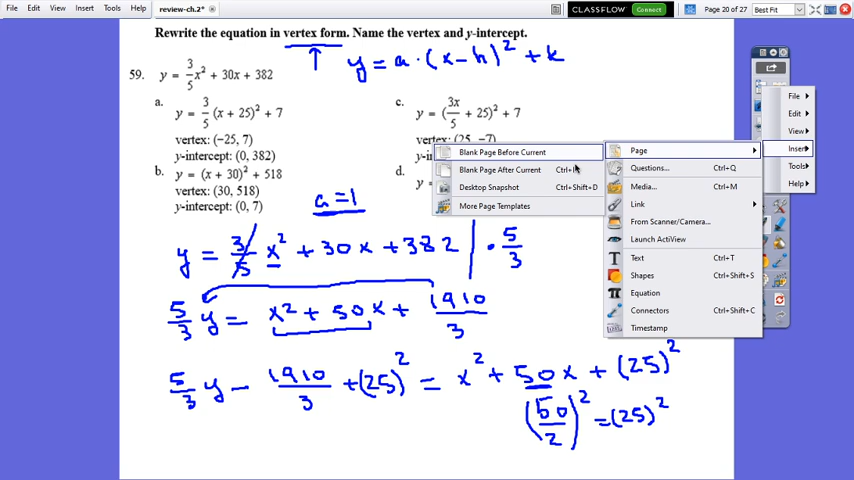 File Edit View Insert Tools Help review-ch.2* CLASSFLOW Page 20 of 27 Best Fit
Rewrite the equation in vertex form. Name the vertex and y-intercept.
y = a · (x-h)² + k
59. y = 3/5 x² + 30x + 382
a. y = 3/5 (x + 25)² + 7
vertex: (−25, 7)
y-intercept: (0, 382)
b. y = (x + 30)² + 518
vertex: (30, 518)
y-intercept: (0, 7)
c. y = (3x/5 + 25)² + 7
vertex: (25, −7)
d.
a = 1
y = 3/5 x² + 30x + 382 | · 5/3
5/3 y = x² + 50x + 1910/3
5/3 y − 1910/3 + (25)² = x² + 50x + (25)²
(50/2)² = (25)²
File
Edit
View
Insert
Tools
Help
Page
Questions... Ctrl+Q
Media... Ctrl+M
Link
From Scanner/Camera...
Launch ActiView
Text Ctrl+T
Shapes Ctrl+Shift+S
Equation
Connectors Ctrl+Shift+C
Timestamp
Blank Page Before Current
Blank Page After Current
Desktop Snapshot Ctrl+Shift+D
More Page Templates